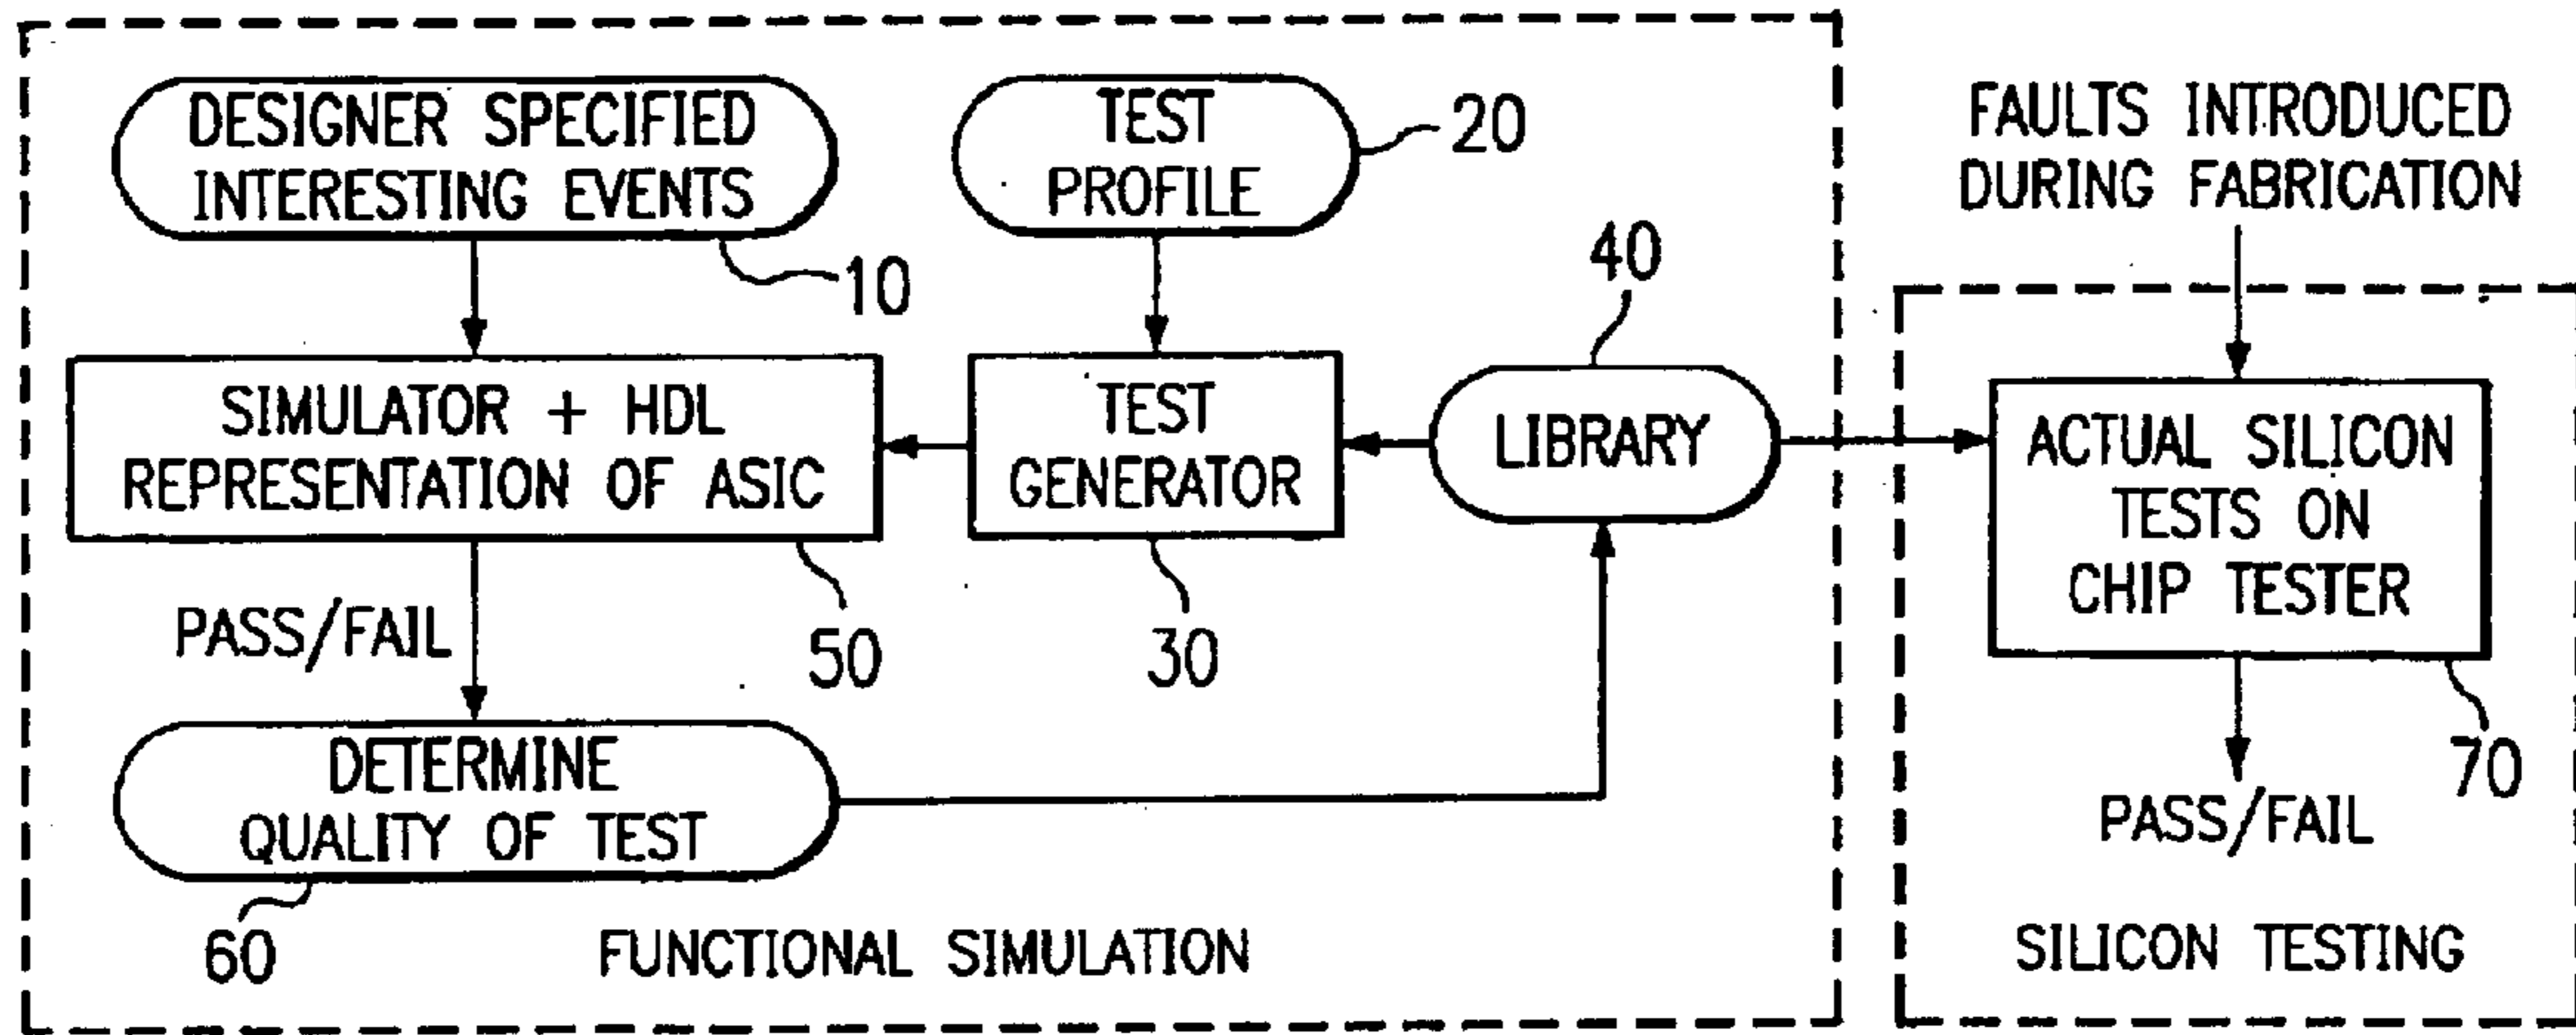 DESIGNER SPECIFIED
INTERESTING EVENTS
10
TEST
PROFILE
20
FAULTS INTRODUCED
DURING FABRICATION
SIMULATOR + HDL
REPRESENTATION OF ASIC
50
TEST
GENERATOR
30
40
LIBRARY
ACTUAL SILICON
TESTS ON
CHIP TESTER
70
PASS/FAIL
DETERMINE
QUALITY OF TEST
60
FUNCTIONAL SIMULATION
PASS/FAIL
SILICON TESTING